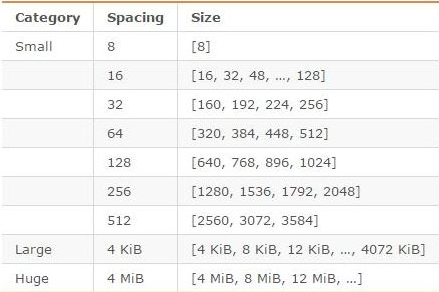 Category Spacing Size
Small 8 [8]
16 [16, 32, 48, ..., 128]
32 [160, 192, 224, 256]
64 [320, 384, 448, 512]
128 [640, 768, 896, 1024]
256 [1280, 1536, 1792, 2048]
512 [2560, 3072, 3584]
Large 4 KiB [4 KiB, 8 KiB, 12 KiB, ..., 4072 KiB]
Huge 4 MiB [4 MiB, 8 MiB, 12 MiB, ...]